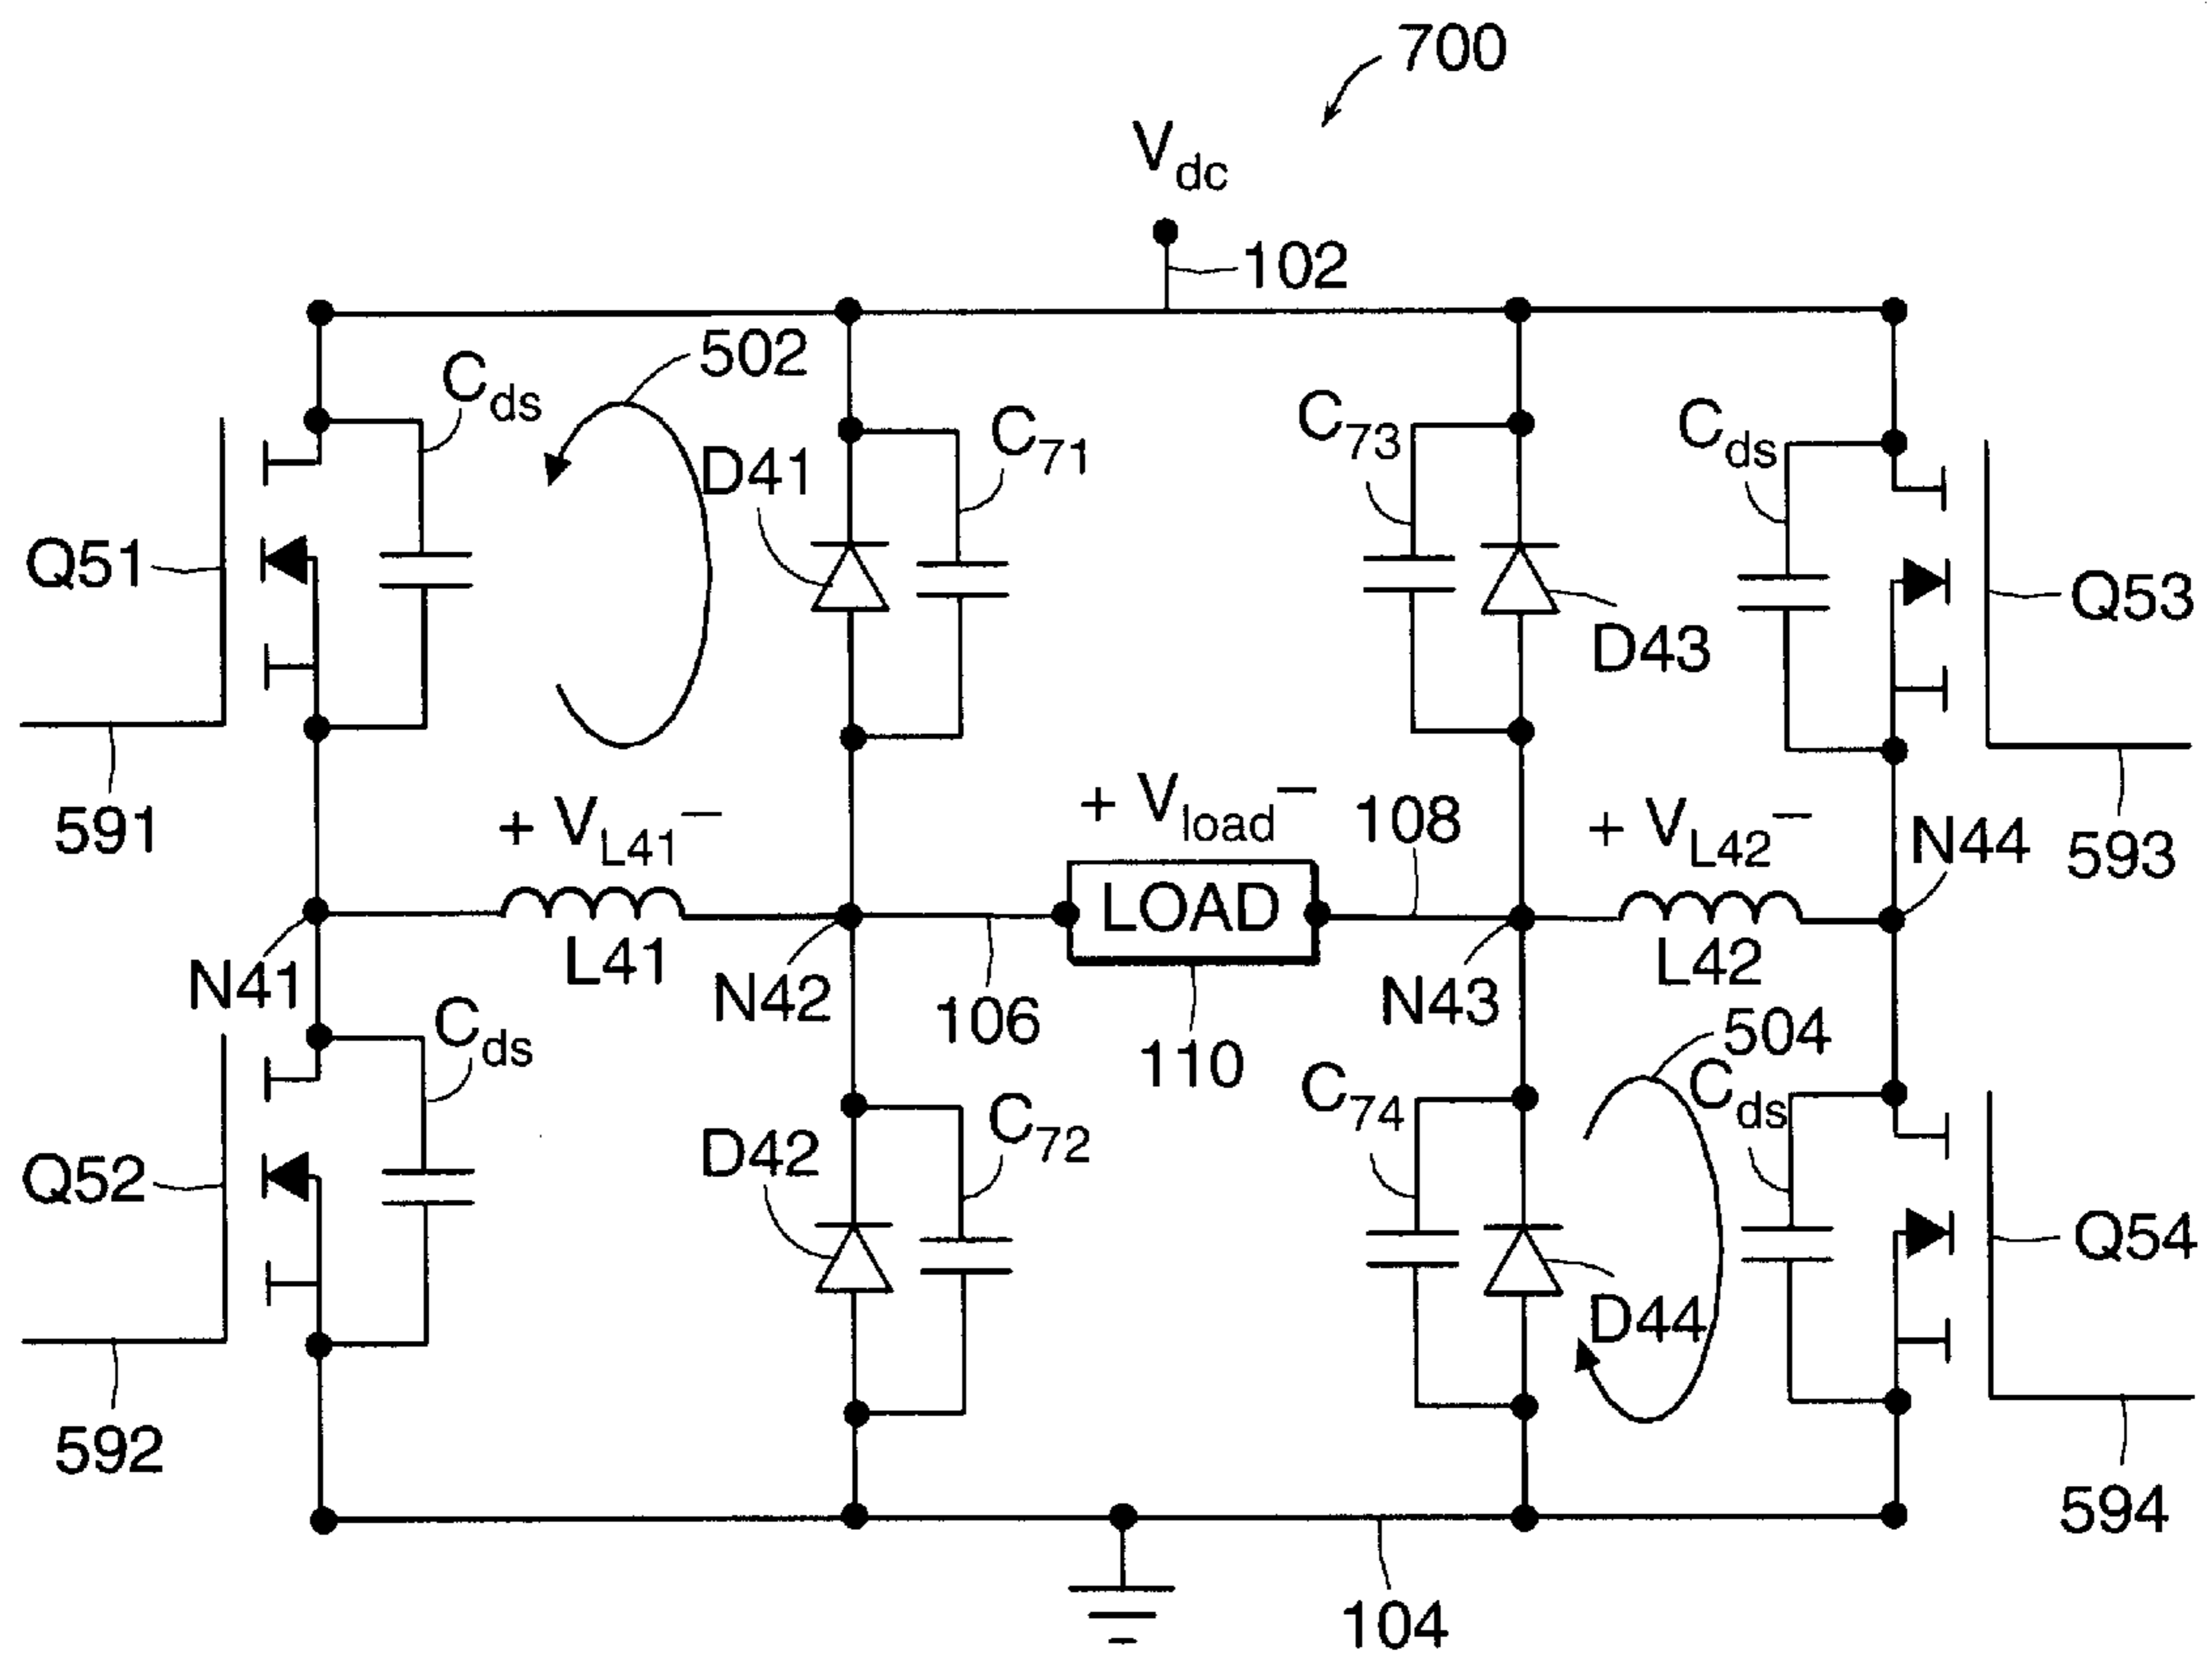 700
Vdc
102
502
Cds
C71
C73
Cds
D41
Q51
Q53
D43
591
+ VL41 −
+ Vload −
108
+ VL42 −
N44
593
LOAD
N41
L41
N42
106
110
N43
L42
504
Cds
C72
C74
Cds
D42
Q52
Q54
D44
592
594
104